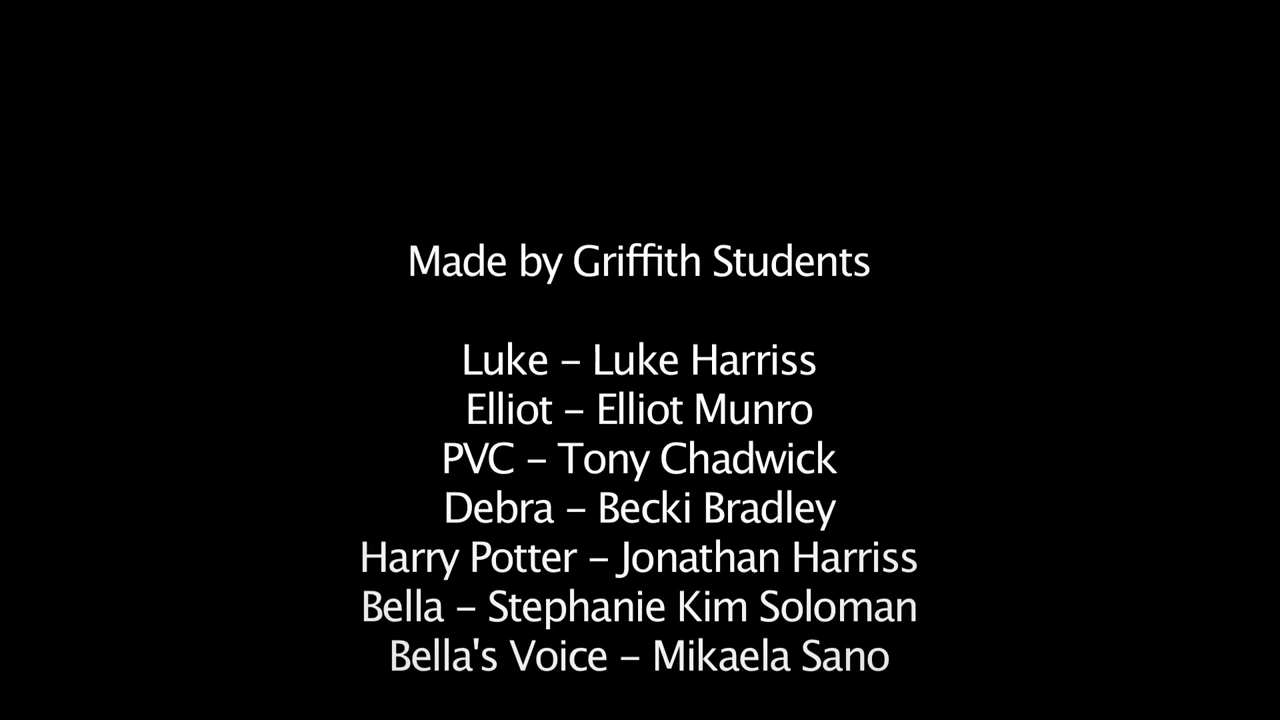 Made by Griffith Students
Luke – Luke Harriss
Elliot – Elliot Munro
PVC – Tony Chadwick
Debra – Becki Bradley
Harry Potter – Jonathan Harriss
Bella – Stephanie Kim Soloman
Bella's Voice – Mikaela Sano